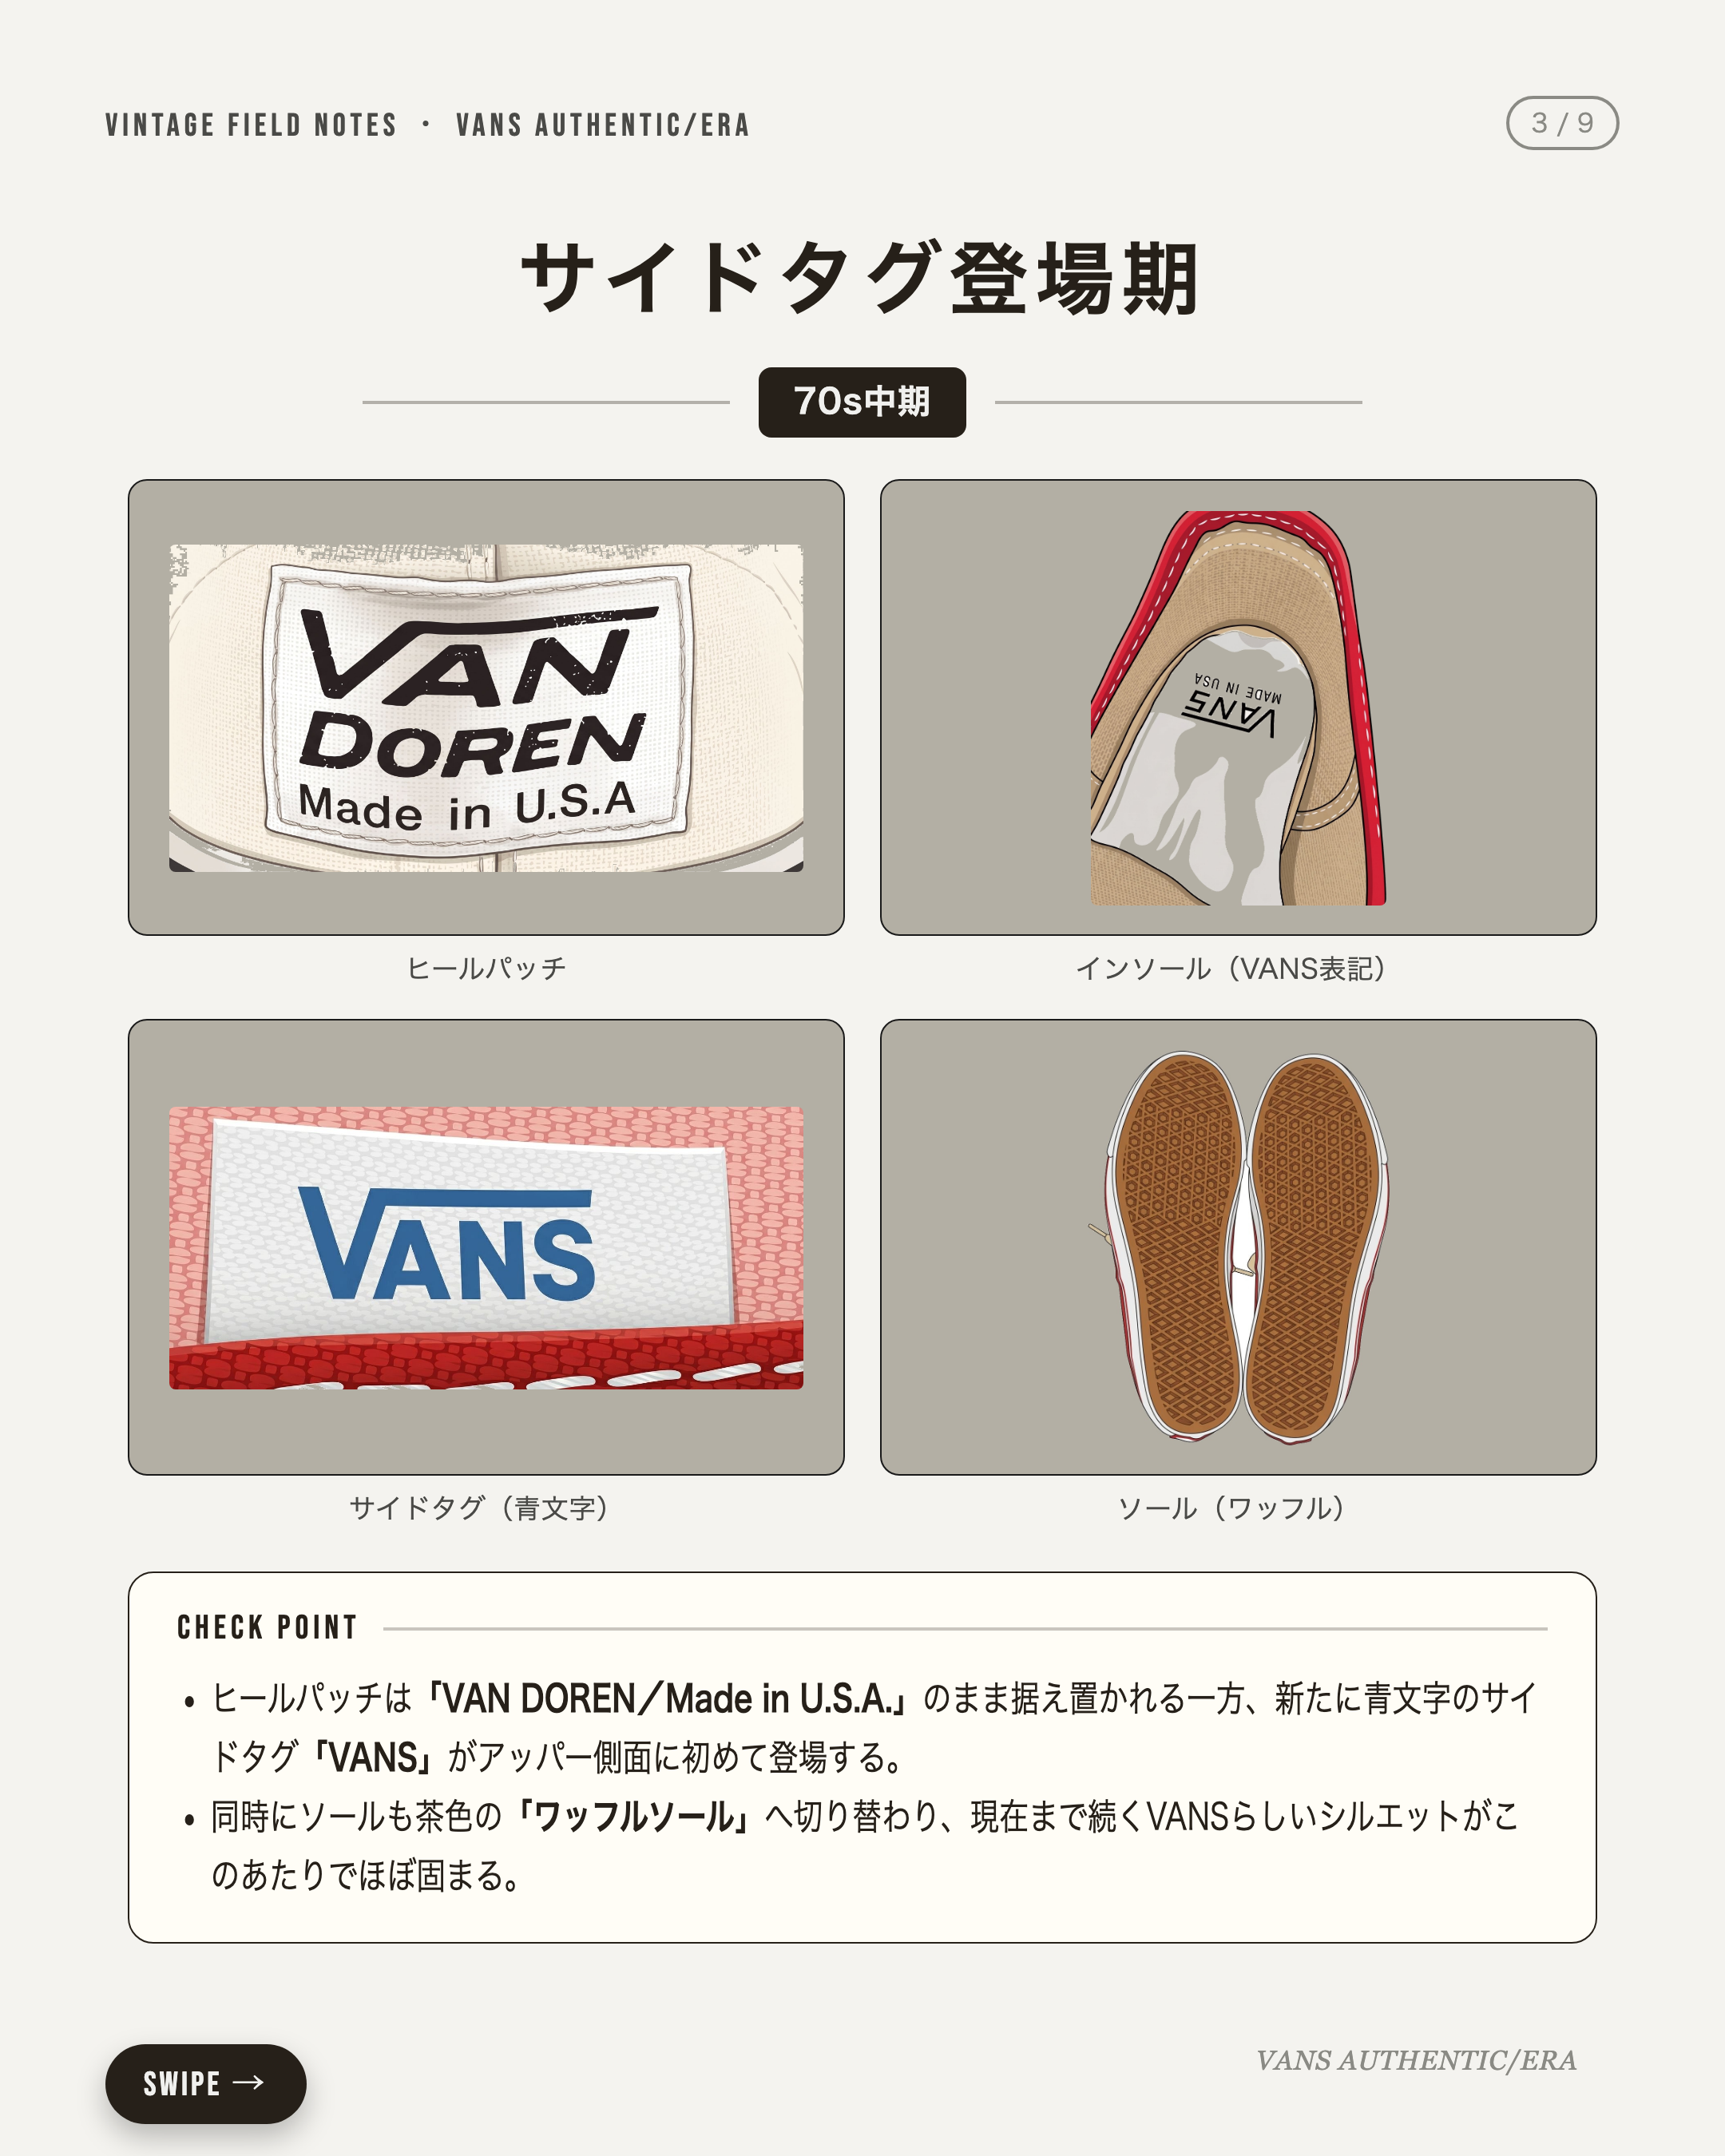 VINTAGE FIELD NOTES ・ VANS AUTHENTIC/ERA
3 / 9
サイドタグ登場期
70s中期
VAN
DOREN
Made in U.S.A
ヒールパッチ
VANS
MADE IN USA
インソール（VANS表記）
VANS
サイドタグ（青文字）
ソール（ワッフル）
CHECK POINT
• ヒールパッチは「VAN DOREN／Made in U.S.A.」のまま据え置かれる一方、新たに青文字のサイ
ドタグ「VANS」がアッパー側面に初めて登場する。
• 同時にソールも茶色の「ワッフルソール」へ切り替わり、現在まで続くVANSらしいシルエットがこ
のあたりでほぼ固まる。
SWIPE →
VANS AUTHENTIC/ERA